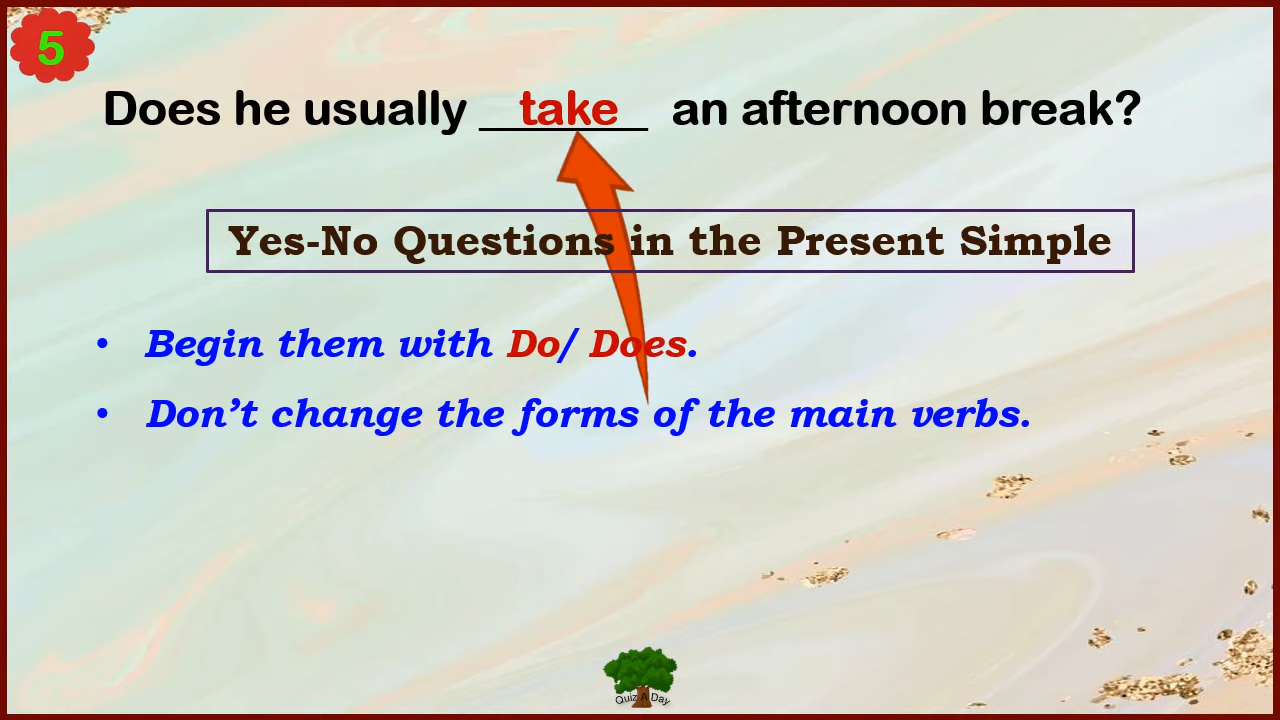 5
Does he usually _______ take an afternoon break?
Yes-No Questions in the Present Simple
• Begin them with Do/ Does.
• Don’t change the forms of the main verbs.
Quiz A Day